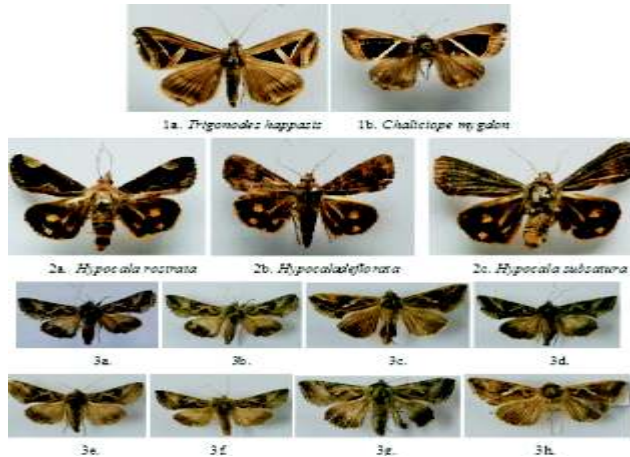 1a. Trigonodes hyppasis 1b. Chalciope mygdon
2a. Hypocala rostrata 2b. Hypocaladeflorata 2c. Hypocala subsatura
3a. 3b. 3c. 3d.
3e. 3f. 3g. 3h.